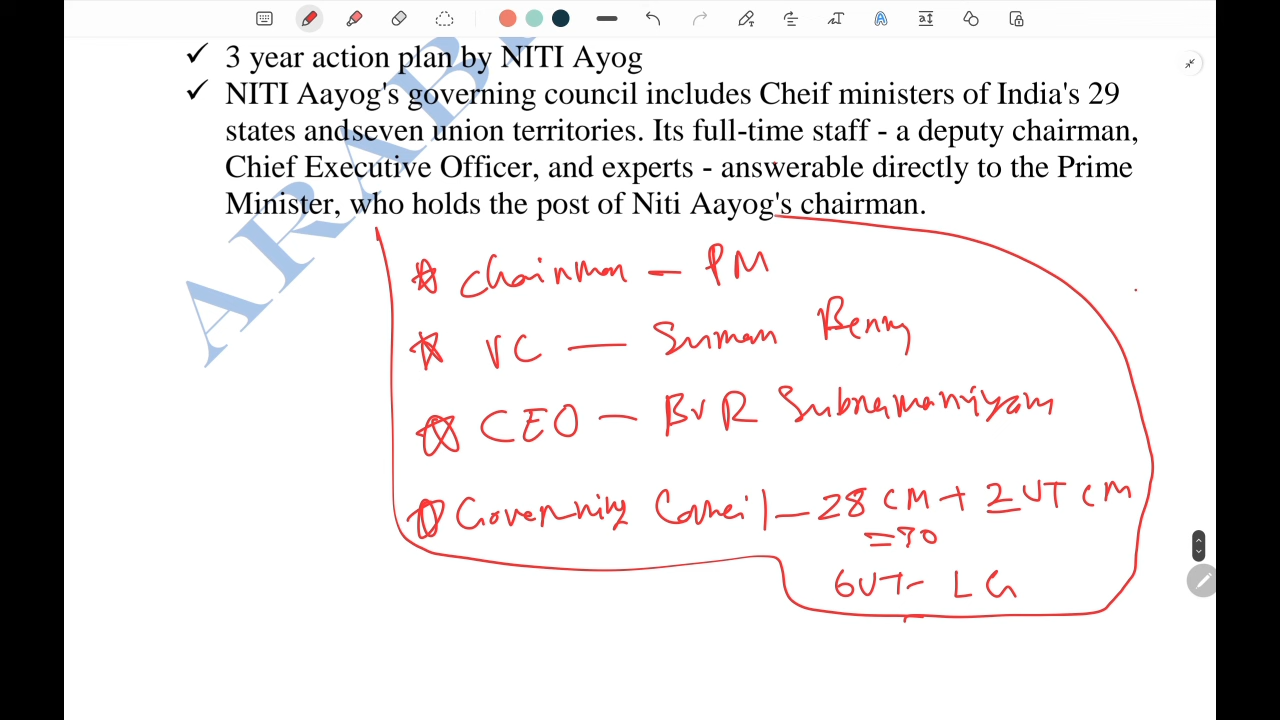 ✓ 3 year action plan by NITI Ayog
✓ NITI Aayog's governing council includes Cheif ministers of India's 29
states andseven union territories. Its full-time staff - a deputy chairman,
Chief Executive Officer, and experts - answerable directly to the Prime
Minister, who holds the post of Niti Aayog's chairman.
ARAB
Chairman — PM
VC — Suman Berry
CEO — BVR Subramaniyam
Governing Council — 28 CM + 2 UT CM
= 30
6UT - LG